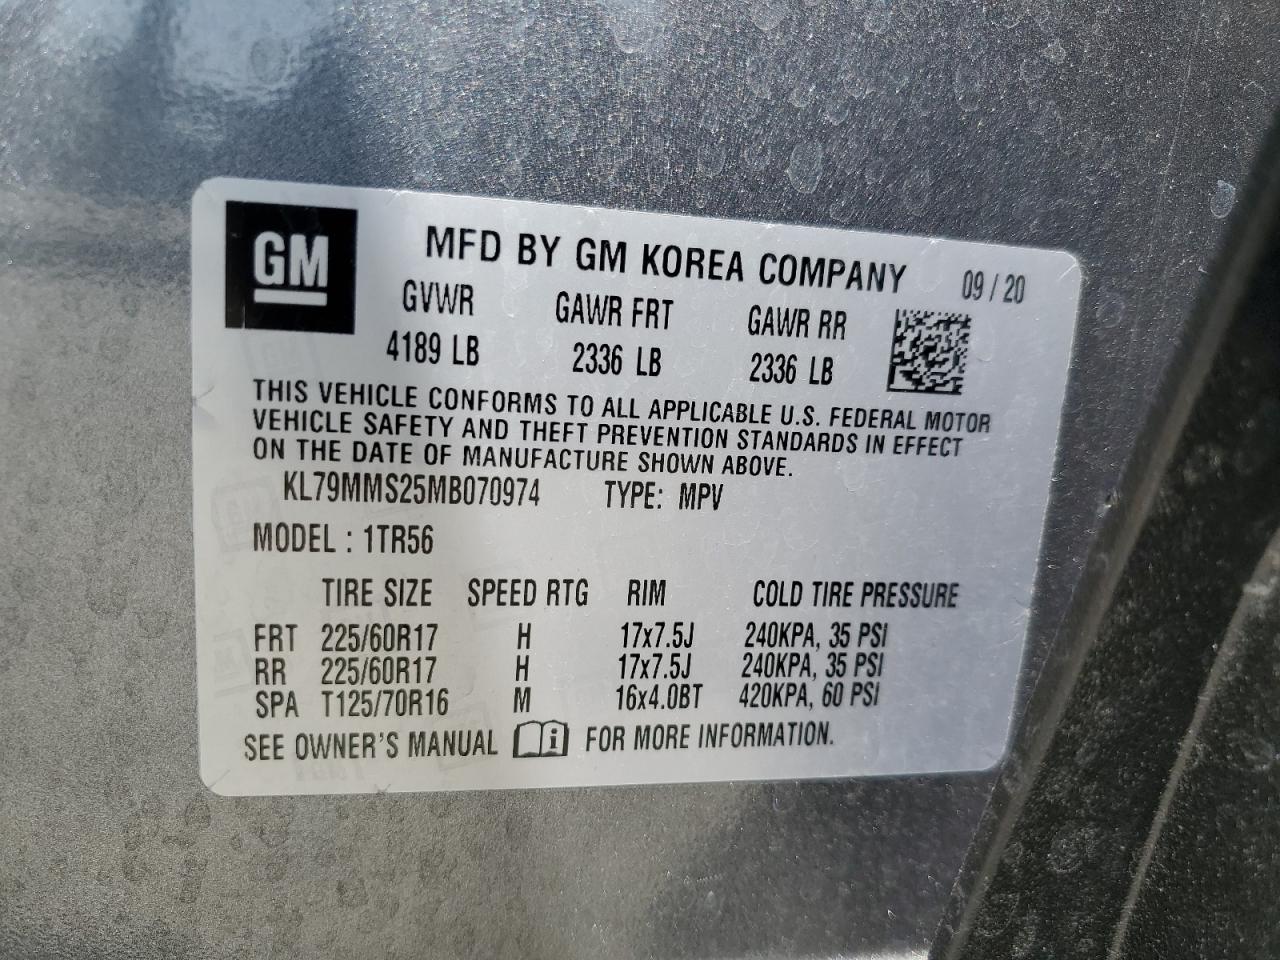 GM
MFD BY GM KOREA COMPANY 09 / 20
GVWR GAWR FRT GAWR RR
4189 LB 2336 LB 2336 LB
THIS VEHICLE CONFORMS TO ALL APPLICABLE U.S. FEDERAL MOTOR
VEHICLE SAFETY AND THEFT PREVENTION STANDARDS IN EFFECT
ON THE DATE OF MANUFACTURE SHOWN ABOVE.
KL79MMS25MB070974 TYPE: MPV
MODEL : 1TR56
TIRE SIZE SPEED RTG RIM COLD TIRE PRESSURE
FRT 225/60R17 H 17x7.5J 240KPA, 35 PSI
RR 225/60R17 H 17x7.5J 240KPA, 35 PSI
SPA T125/70R16 M 16x4.0BT 420KPA, 60 PSI
SEE OWNER'S MANUAL i FOR MORE INFORMATION.